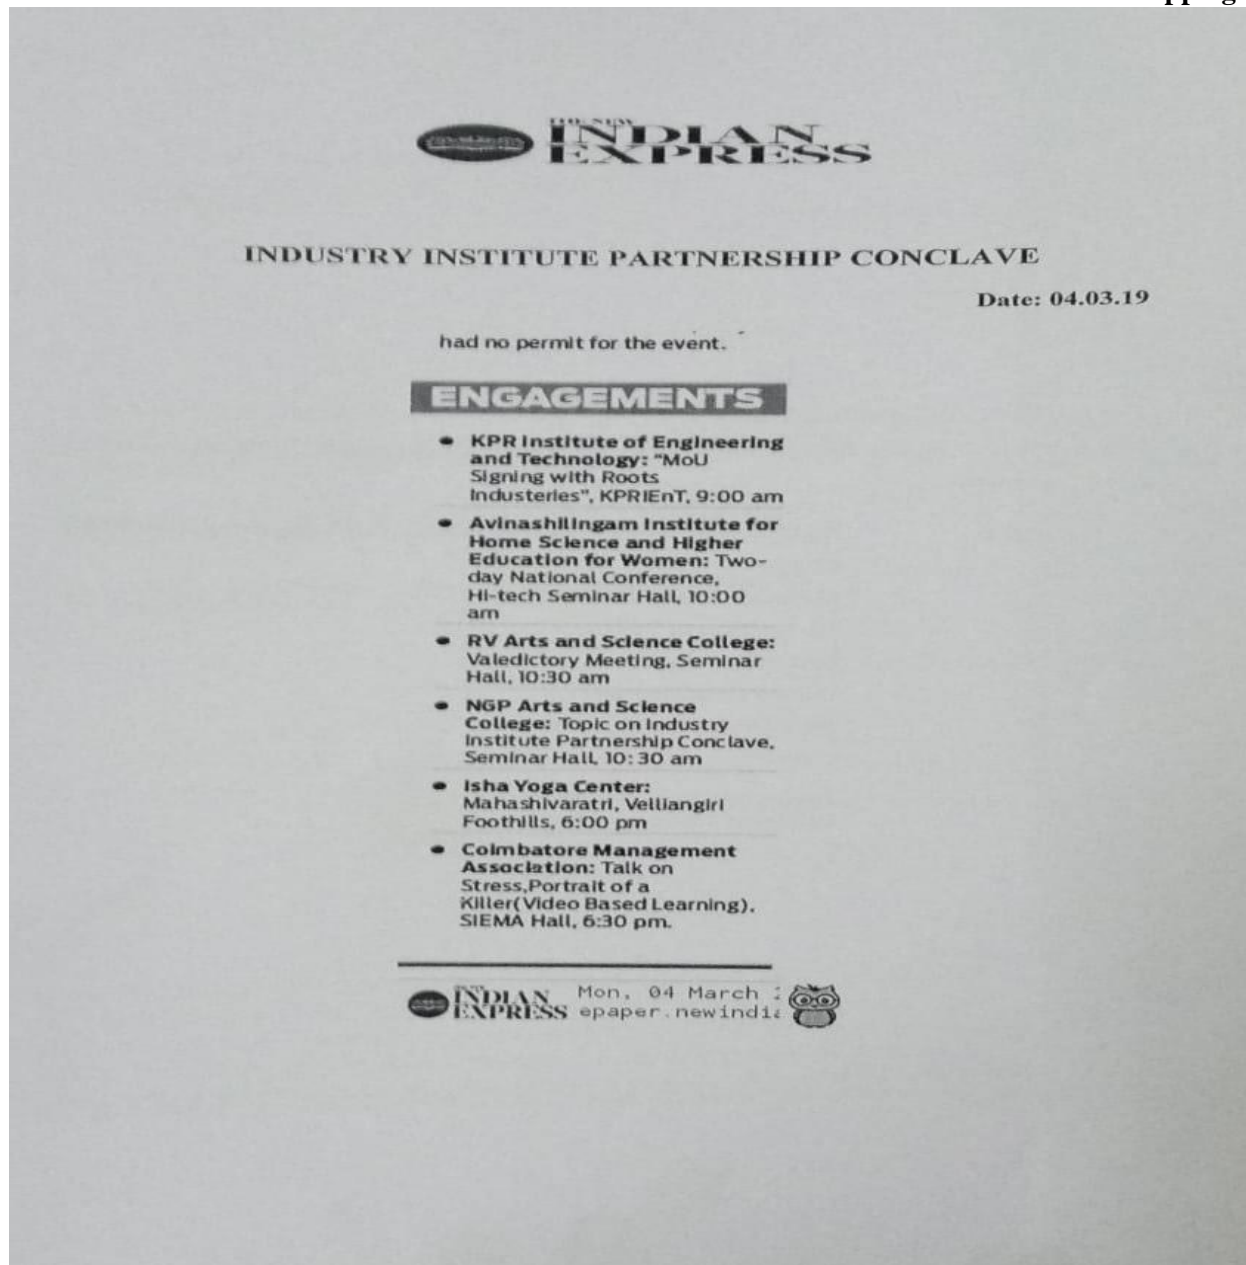 THE NEW
INDIAN
EXPRESS
INDUSTRY INSTITUTE PARTNERSHIP CONCLAVE
Date: 04.03.19
had no permit for the event.
ENGAGEMENTS
• KPR Institute of Engineering
and Technology: "MoU
Signing with Roots
Industeries", KPRIEnT, 9:00 am
• Avinashilingam Institute for
Home Science and Higher
Education for Women: Two-
day National Conference,
Hi-tech Seminar Hall, 10:00
am
• RV Arts and Science College:
Valedictory Meeting, Seminar
Hall, 10:30 am
• NGP Arts and Science
College: Topic on Industry
Institute Partnership Conclave,
Seminar Hall, 10: 30 am
• Isha Yoga Center:
Mahashivaratri, Velliangiri
Foothills, 6:00 pm
• Coimbatore Management
Association: Talk on
Stress,Portrait of a
Killer(Video Based Learning),
SIEMA Hall, 6:30 pm.
INDIAN
EXPRESS
Mon, 04 March
epaper.newindia